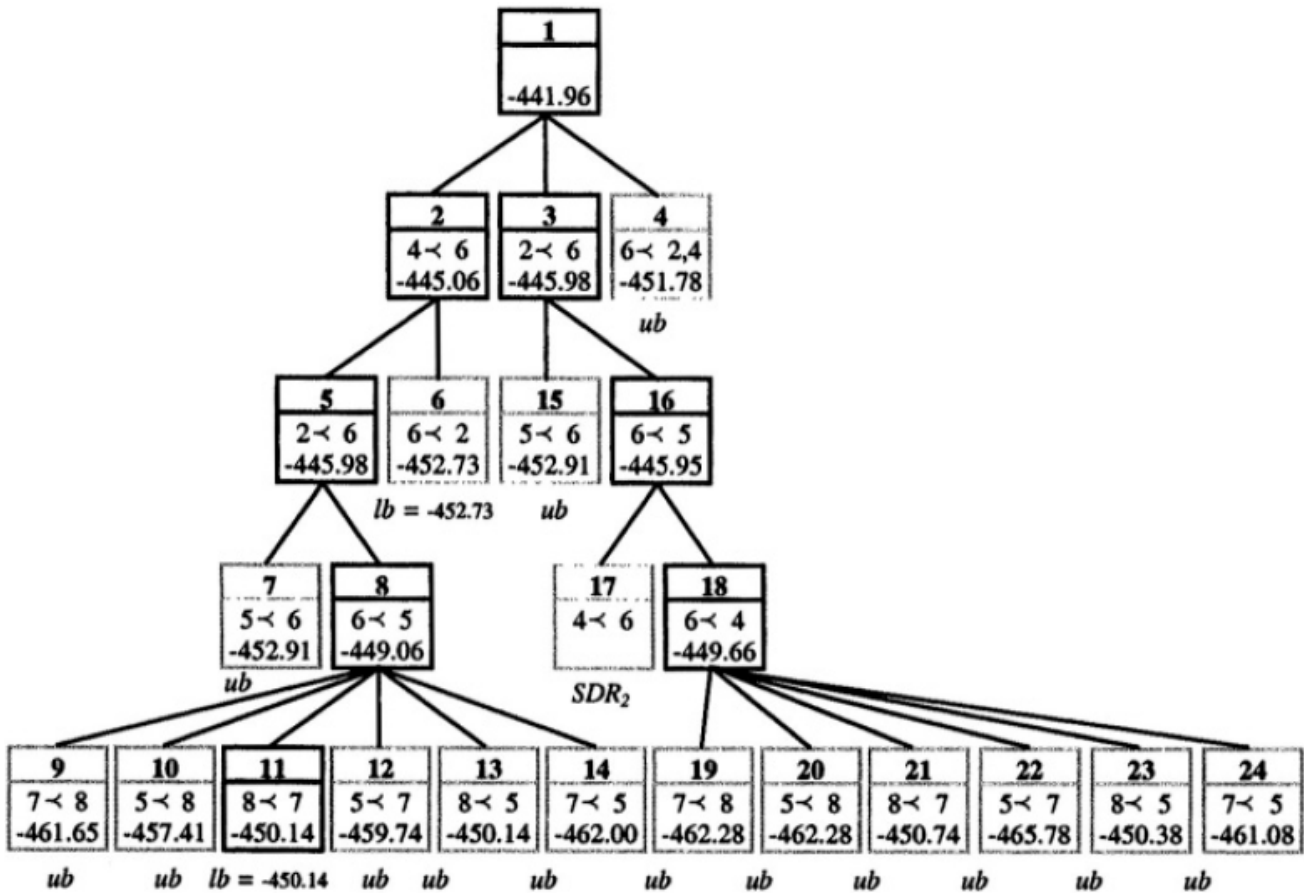 1
-441.96
2 3 4
4≺ 6 2≺ 6 6≺ 2,4
-445.06 -445.98 -451.78
ub
5 6 15 16
2≺ 6 6≺ 2 5≺ 6 6≺ 5
-445.98 -452.73 -452.91 -445.95
lb = -452.73 ub
7 8 17 18
5≺ 6 6≺ 5 4≺ 6 6≺ 4
-452.91 -449.06 -449.66
ub SDR₂
9 10 11 12 13 14 19 20 21 22 23 24
7≺ 8 5≺ 8 8≺ 7 5≺ 7 8≺ 5 7≺ 5 7≺ 8 5≺ 8 8≺ 7 5≺ 7 8≺ 5 7≺ 5
-461.65 -457.41 -450.14 -459.74 -450.14 -462.00 -462.28 -462.28 -450.74 -465.78 -450.38 -461.08
ub ub lb = -450.14 ub ub ub ub ub ub ub ub